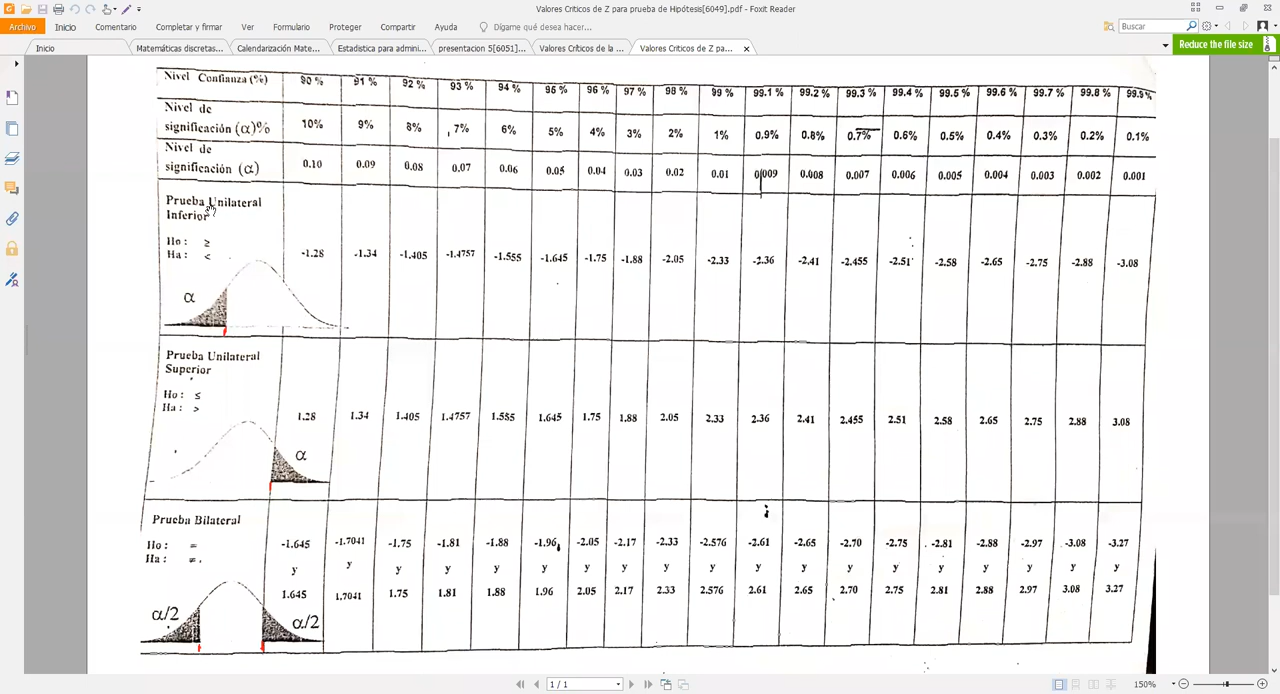 Valores Criticos de Z para prueba de Hipótesis[6049].pdf - Foxit Reader
Archivo Inicio Comentario Completar y firmar Ver Formulario Proteger Compartir Ayuda Dígame qué desea hacer... Buscar
Inicio Matemáticas discretas... Calendarización Mate... Estadistica para admini... presentacion 5[6051]... Valores Críticos de la ... Valores Criticos de Z pa... Reduce the file size
Nivel Confianza (%) 90 % 91 % 92 % 93 % 94 % 95 % 96 % 97 % 98 % 99 % 99.1 % 99.2 % 99.3 % 99.4 % 99.5 % 99.6 % 99.7 % 99.8 % 99.9%
Nivel de
significación (α)% 10% 9% 8% 7% 6% 5% 4% 3% 2% 1% 0.9% 0.8% 0.7% 0.6% 0.5% 0.4% 0.3% 0.2% 0.1%
Nivel de
significación (α) 0.10 0.09 0.08 0.07 0.06 0.05 0.04 0.03 0.02 0.01 0.009 0.008 0.007 0.006 0.005 0.004 0.003 0.002 0.001
Prueba Unilateral
Inferior
Ho: ≥
Ha: <
-1.28 -1.34 -1.405 -1.4757 -1.555 -1.645 -1.75 -1.88 -2.05 -2.33 -2.36 -2.41 -2.455 -2.51 -2.58 -2.65 -2.75 -2.88 -3.08
α
Prueba Unilateral
Superior
Ho: ≤
Ha: >
1.28 1.34 1.405 1.4757 1.555 1.645 1.75 1.88 2.05 2.33 2.36 2.41 2.455 2.51 2.58 2.65 2.75 2.88 3.08
α
Prueba Bilateral
Ho: =
Ha: ≠
-1.645 -1.7041 -1.75 -1.81 -1.88 -1.96 -2.05 -2.17 -2.33 -2.576 -2.61 -2.65 -2.70 -2.75 -2.81 -2.88 -2.97 -3.08 -3.27
y y y y y y y y y y y y y y y y y y y
1.645 1.7041 1.75 1.81 1.88 1.96 2.05 2.17 2.33 2.576 2.61 2.65 2.70 2.75 2.81 2.88 2.97 3.08 3.27
α/2 α/2
1 / 1 150%